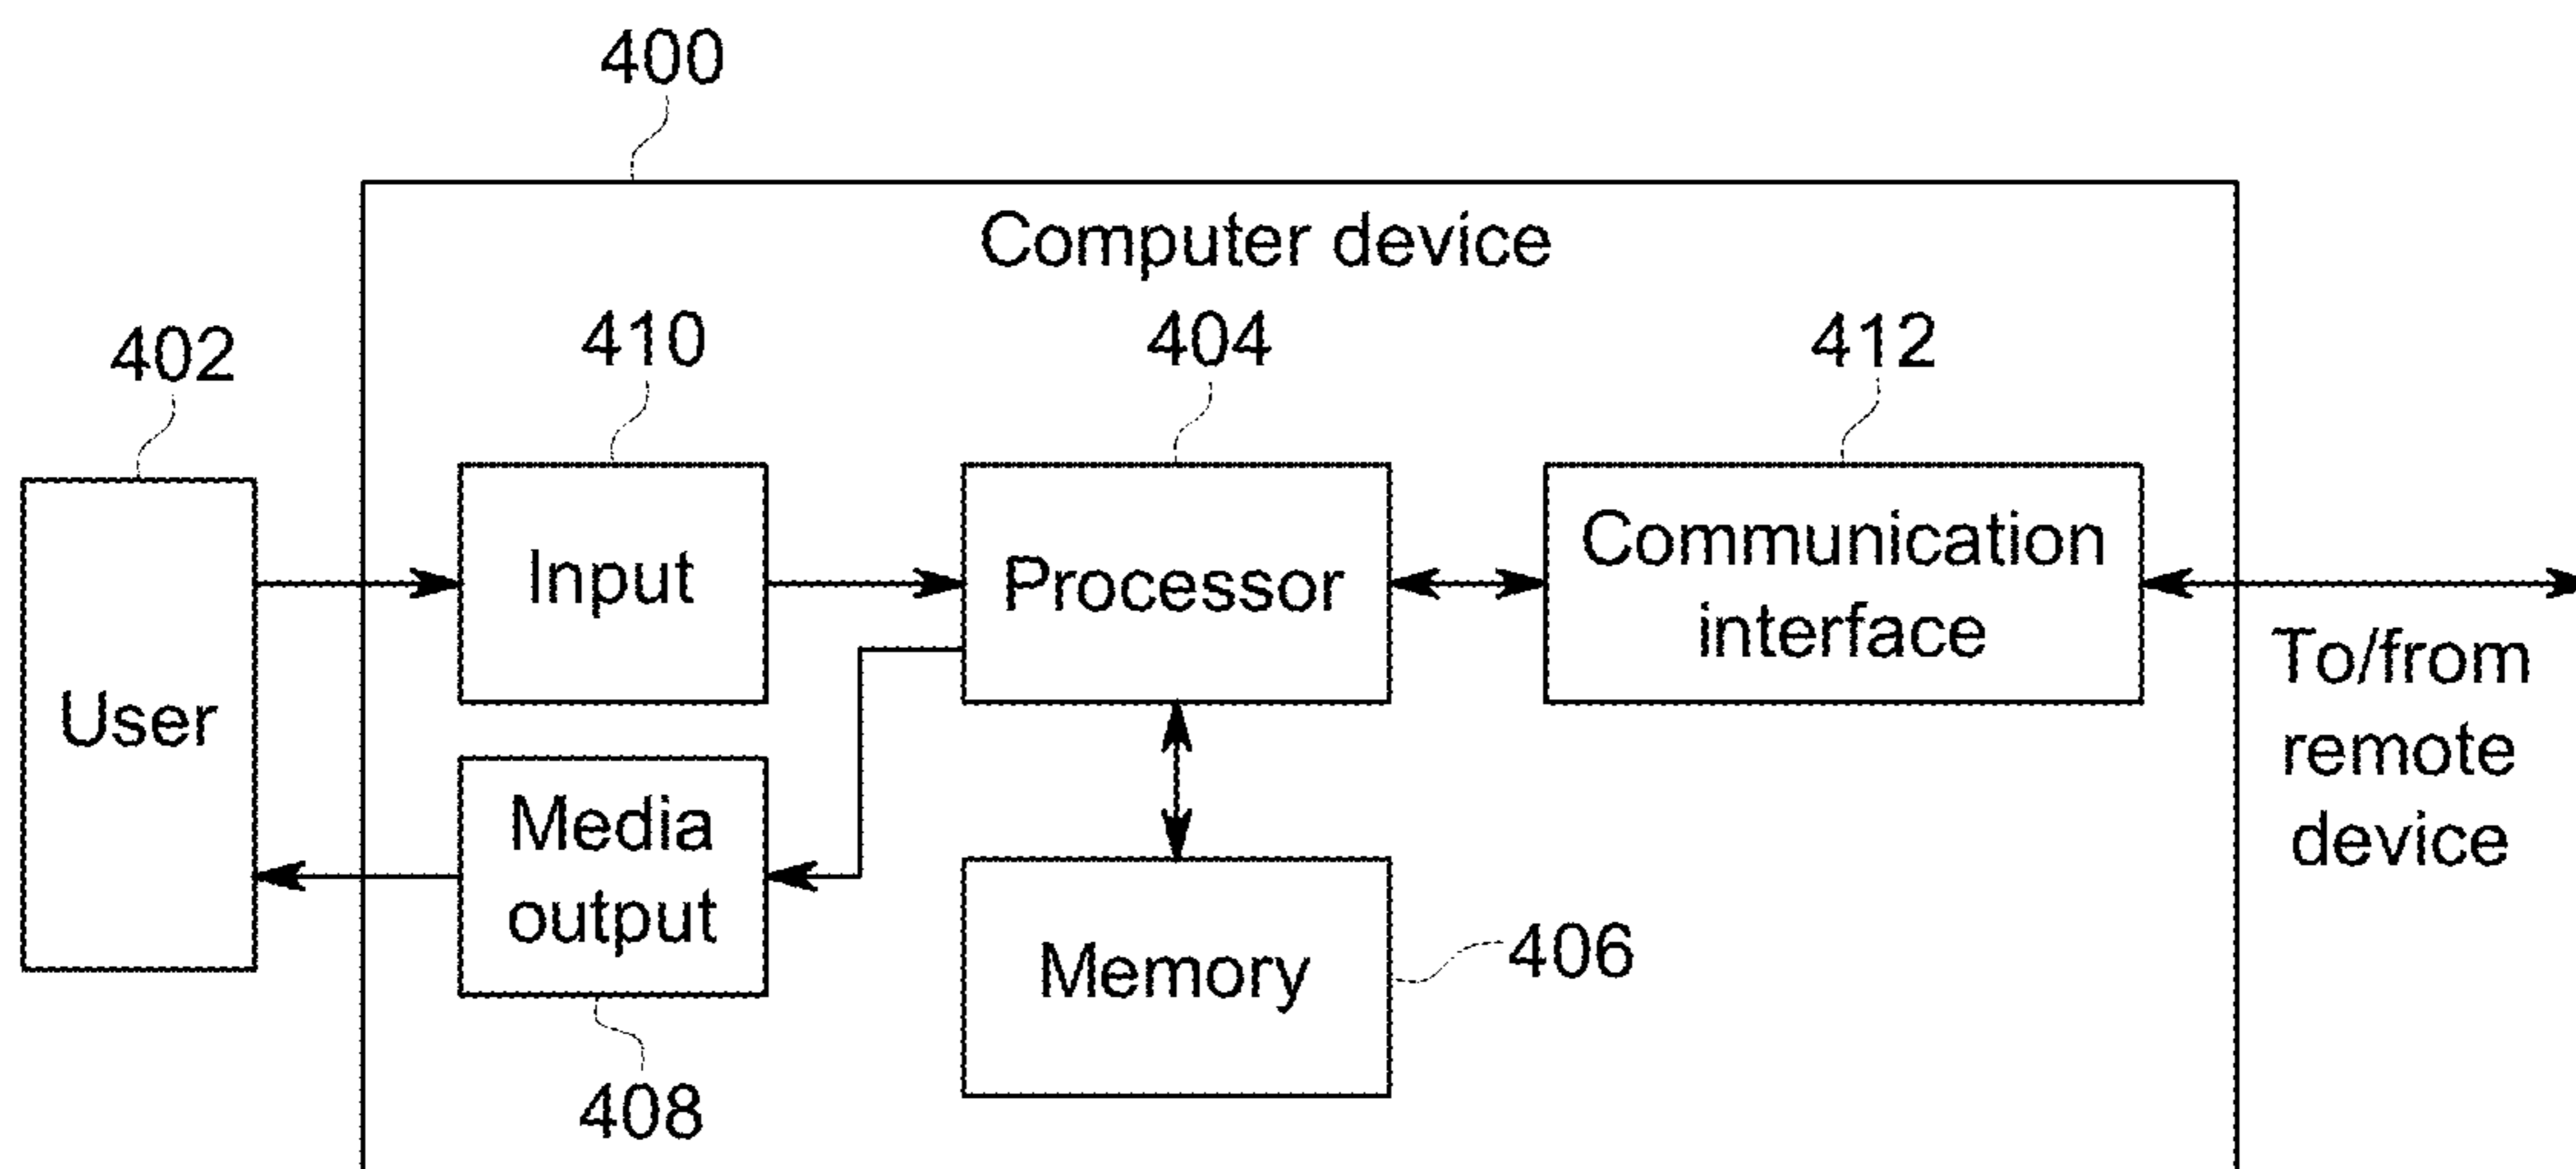 400
Computer device
402
410
404
412
User
Input
Processor
Communication
interface
To/from
remote
device
Media
output
Memory
406
408